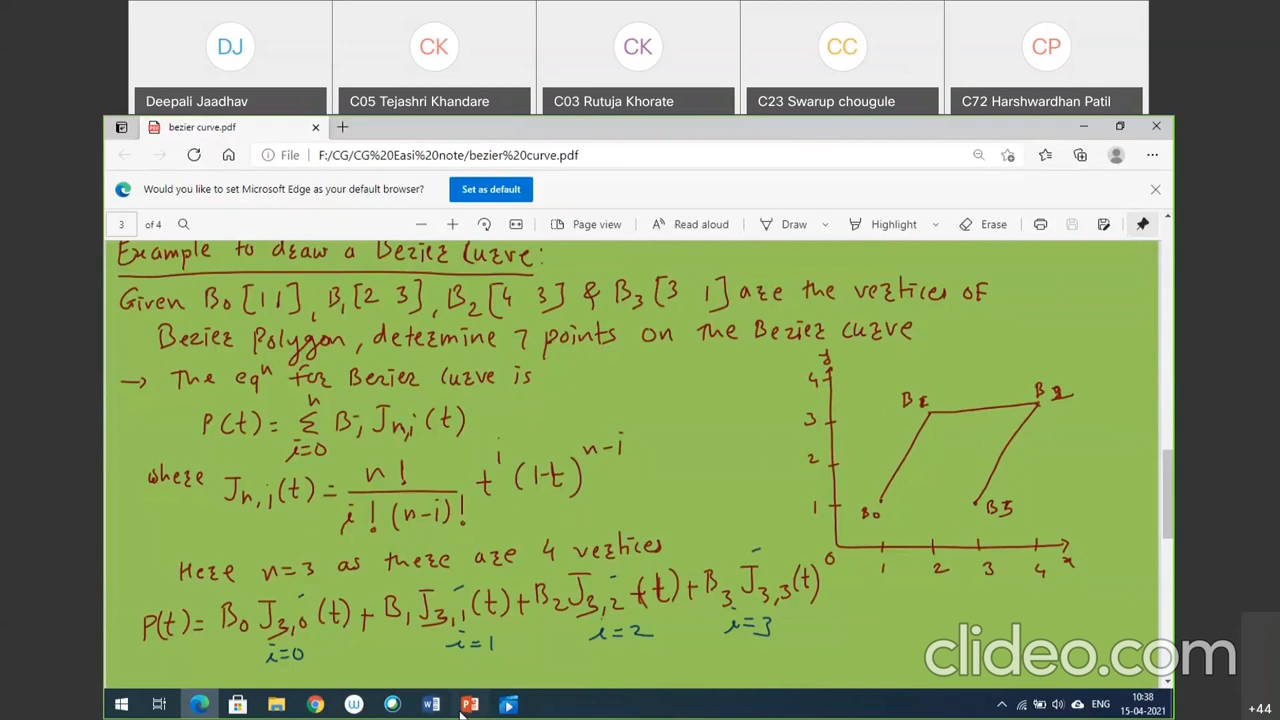 DJ CK CK CC CP
Deepali Jaadhav C05 Tejashri Khandare C03 Rutuja Khorate C23 Swarup chougule C72 Harshwardhan Patil
bezier curve.pdf
File F:/CG/CG%20Easi%20note/bezier%20curve.pdf
Would you like to set Microsoft Edge as your default browser? Set as default
3 of 4 Page view Read aloud Draw Highlight Erase
Example to draw a Bezier Curve:
Given B0 [1 1], B1 [2 3], B2 [4 3] & B3 [3 1] are the vertices of
Bezier Polygon, determine 7 points on the Bezier curve
→ The eqn for Bezier curve is
P(t) = n Σ i=0 Bi Jn,i (t)
where Jn,i (t) = n! / i! (n-i)! t^i (1-t)^n-i
Here n=3 as there are 4 vertices
P(t) = B0 J3,0 (t) + B1 J3,1 (t) + B2 J3,2 (t) + B3 J3,3 (t)
i=0 i=1 i=2 i=3
y
4 B1 B2
3
2
1 B0 B3
0 1 2 3 4 x
clideo.com
ENG 10:38
15-04-2021
+44